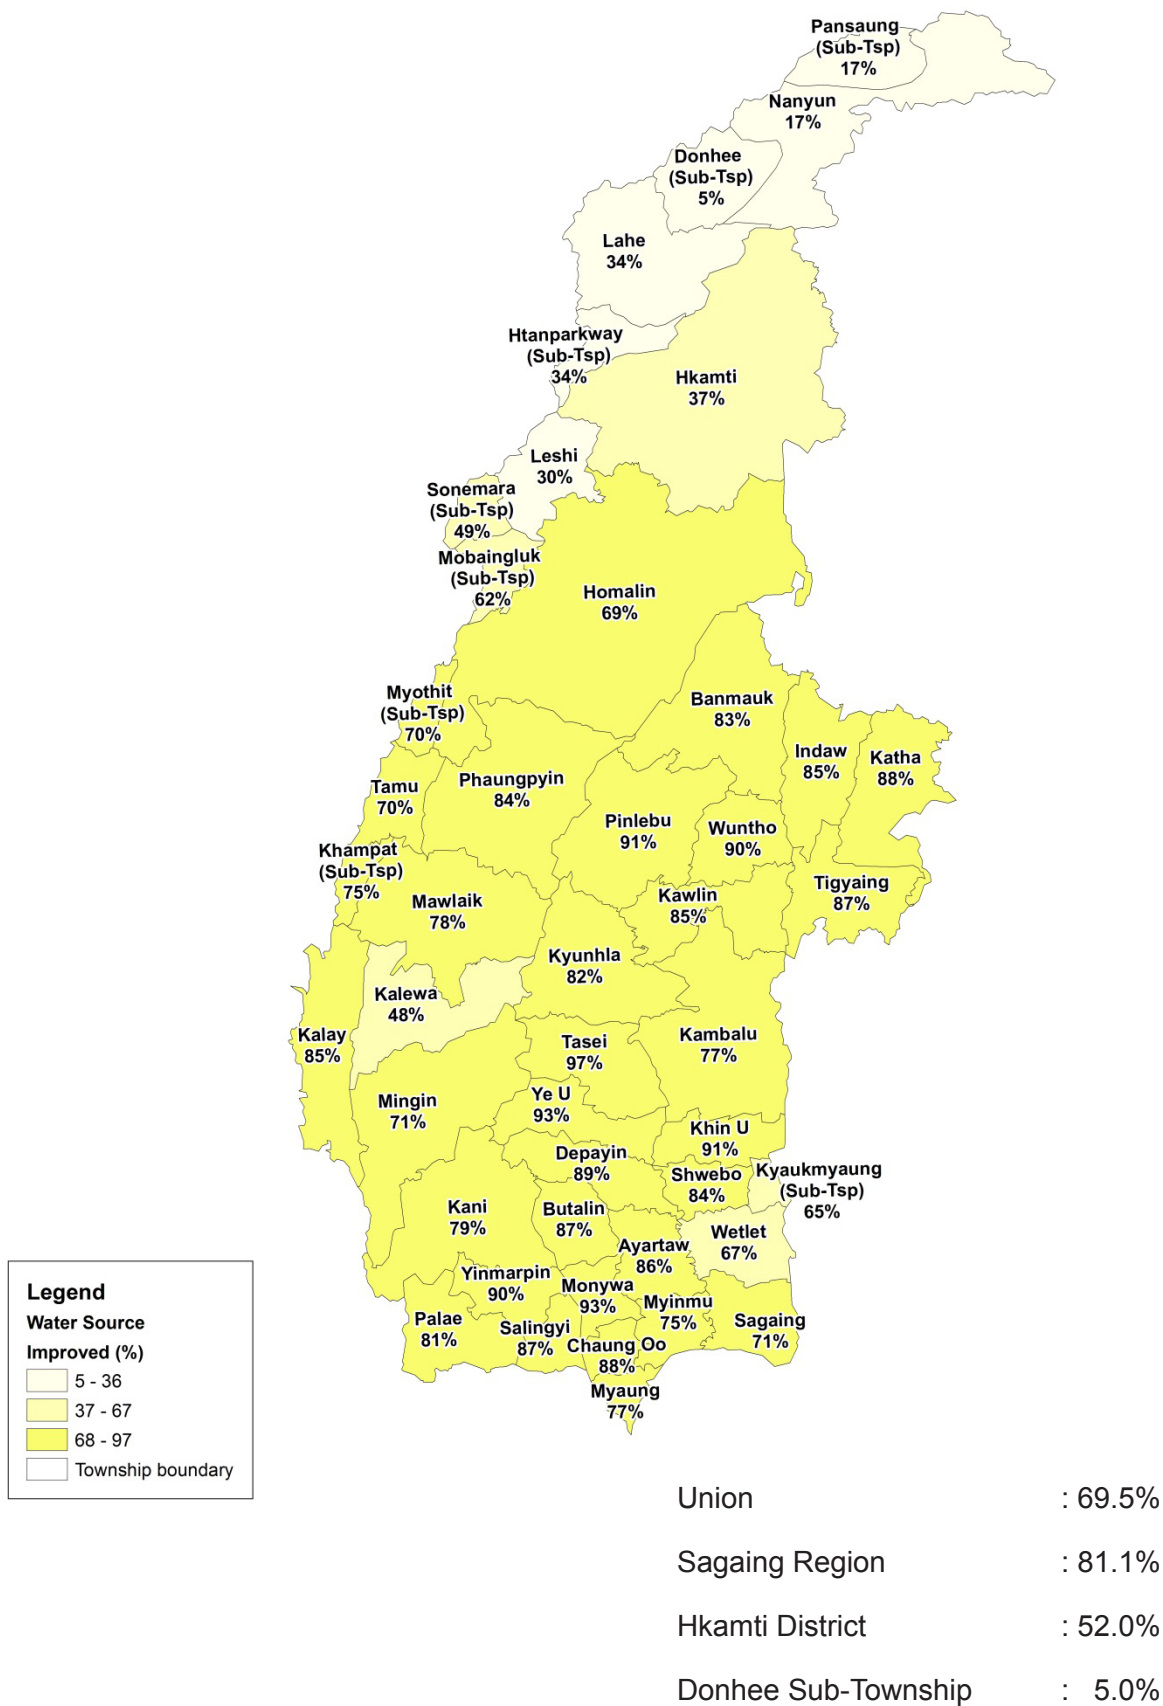 Pansaung
(Sub-Tsp)
17%
Nanyun
17%
Donhee
(Sub-Tsp)
5%
Lahe
34%
Htanparkway
(Sub-Tsp)
34%
Hkamti
37%
Leshi
30%
Sonemara
(Sub-Tsp)
49%
Mobaingluk
(Sub-Tsp)
62%
Homalin
69%
Myothit
(Sub-Tsp)
70%
Banmauk
83%
Indaw
85%
Katha
88%
Tamu
70%
Phaungpyin
84%
Pinlebu
91%
Wuntho
90%
Khampat
(Sub-Tsp)
75%
Mawlaik
78%
Kawlin
85%
Tigyaing
87%
Kyunhla
82%
Kalewa
48%
Kalay
85%
Tasei
97%
Kambalu
77%
Mingin
71%
Ye U
93%
Khin U
91%
Depayin
89%
Shwebo
84%
Kyaukmyaung
(Sub-Tsp)
65%
Kani
79%
Butalin
87%
Ayartaw
86%
Wetlet
67%
Yinmarpin
90%
Monywa
93%
Myinmu
75%
Sagaing
71%
Palae
81%
Salingyi
87%
Chaung Oo
88%
Myaung
77%
Legend
Water Source
Improved (%)
5 - 36
37 - 67
68 - 97
Township boundary
Union : 69.5%
Sagaing Region : 81.1%
Hkamti District : 52.0%
Donhee Sub-Township : 5.0%